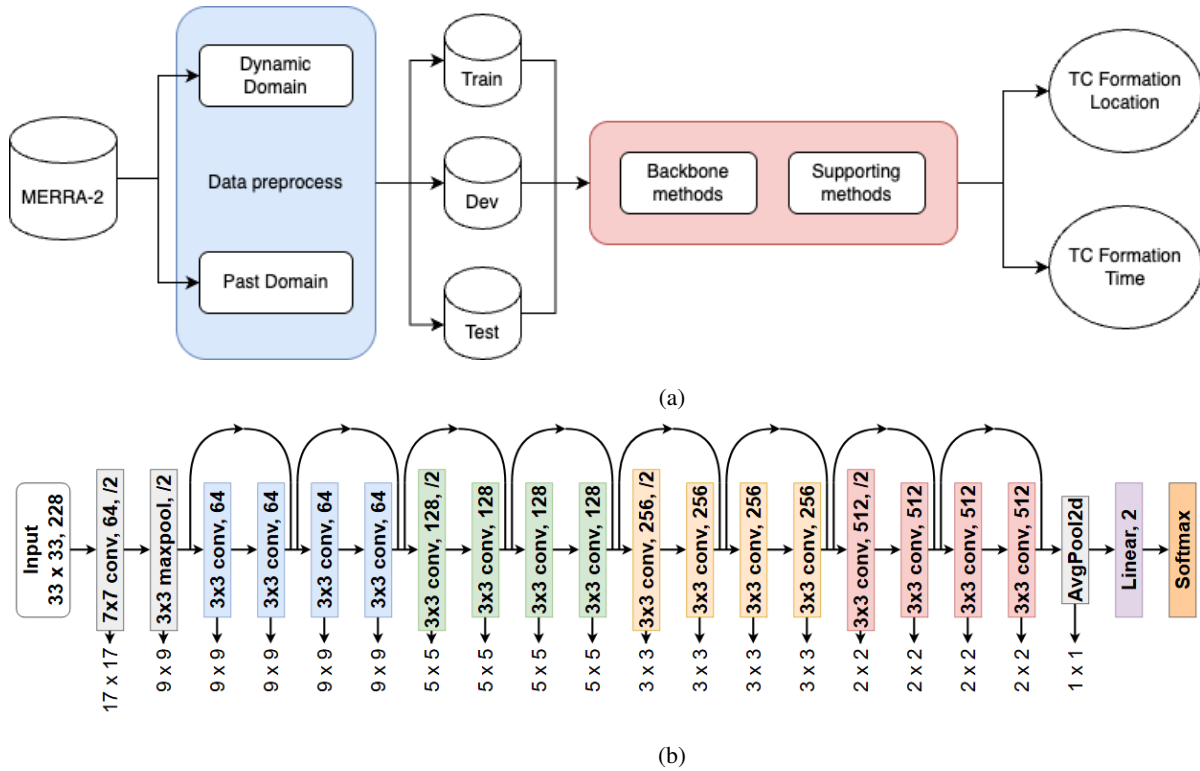 MERRA-2
Dynamic
Domain
Data preprocess
Past Domain
Train
Dev
Test
Backbone
methods
Supporting
methods
TC Formation
Location
TC Formation
Time
(a)
Input
33 x 33, 228
7x7 conv, 64, /2
3x3 maxpool, /2
3x3 conv, 64
3x3 conv, 64
3x3 conv, 64
3x3 conv, 64
3x3 conv, 128, /2
3x3 conv, 128
3x3 conv, 128
3x3 conv, 128
3x3 conv, 256, /2
3x3 conv, 256
3x3 conv, 256
3x3 conv, 256
3x3 conv, 512, /2
3x3 conv, 512
3x3 conv, 512
3x3 conv, 512
AvgPool2d
Linear, 2
Softmax
17 x 17
9 x 9
9 x 9
9 x 9
9 x 9
9 x 9
5 x 5
5 x 5
5 x 5
5 x 5
3 x 3
3 x 3
3 x 3
3 x 3
2 x 2
2 x 2
2 x 2
2 x 2
1 x 1
(b)